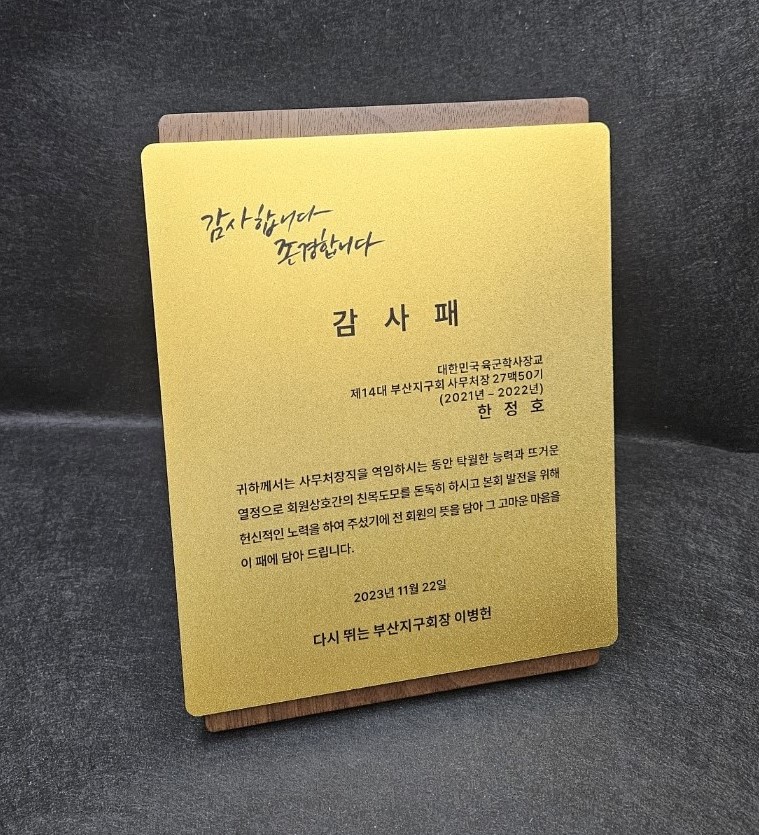 감사합니다
존경합니다
감 사 패
대한민국 육군학사장교
제14대 부산지구회 사무처장 27맥50기
(2021년 – 2022년)
한 정 호
귀하께서는 사무처장직을 역임하시는 동안 탁월한 능력과 뜨거운
열정으로 회원상호간의 친목도모를 돈독히 하시고 본회 발전을 위해
헌신적인 노력을 하여 주셨기에 전 회원의 뜻을 담아 그 고마운 마음을
이 패에 담아 드립니다.
2023년 11월 22일
다시 뛰는 부산지구회장 이병헌